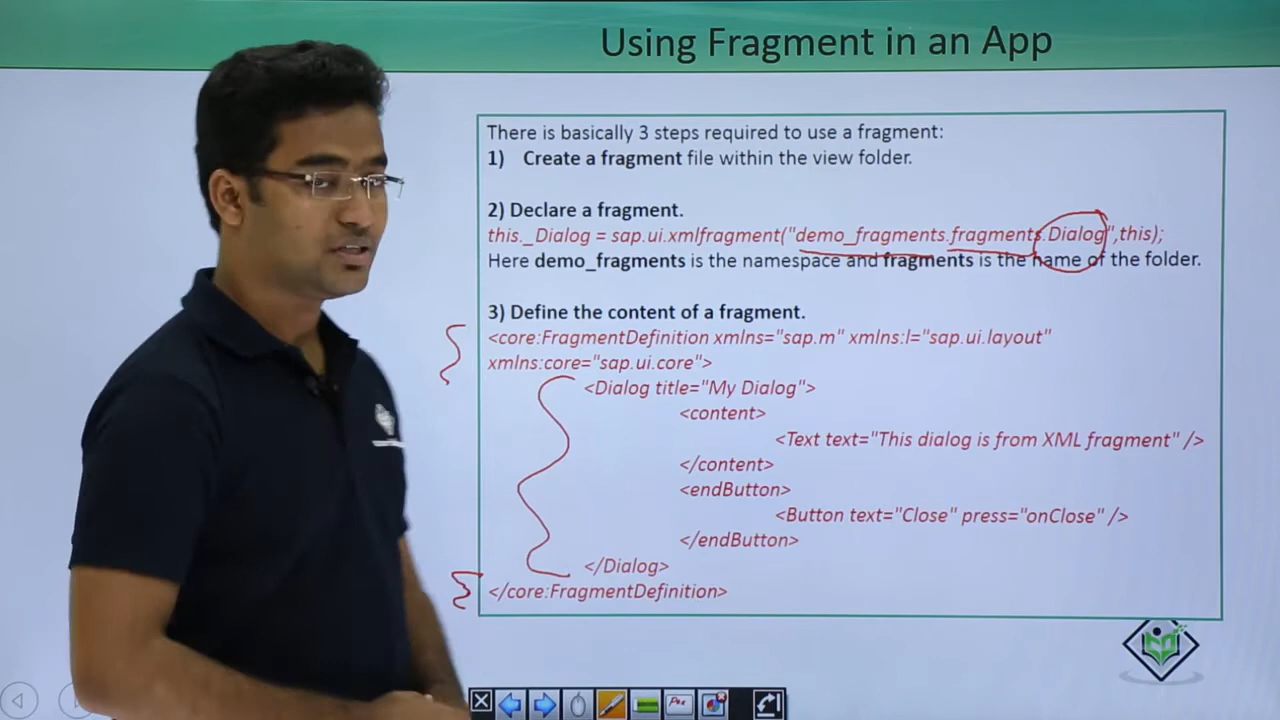 Using Fragment in an App
There is basically 3 steps required to use a fragment:
1) Create a fragment file within the view folder.
2) Declare a fragment.
this._Dialog = sap.ui.xmlfragment("demo_fragments.fragments.Dialog",this);
Here demo_fragments is the namespace and fragments is the name of the folder.
3) Define the content of a fragment.
<core:FragmentDefinition xmlns="sap.m" xmlns:l="sap.ui.layout"
xmlns:core="sap.ui.core">
<Dialog title="My Dialog">
<content>
<Text text="This dialog is from XML fragment" />
</content>
<endButton>
<Button text="Close" press="onClose" />
</endButton>
</Dialog>
</core:FragmentDefinition>